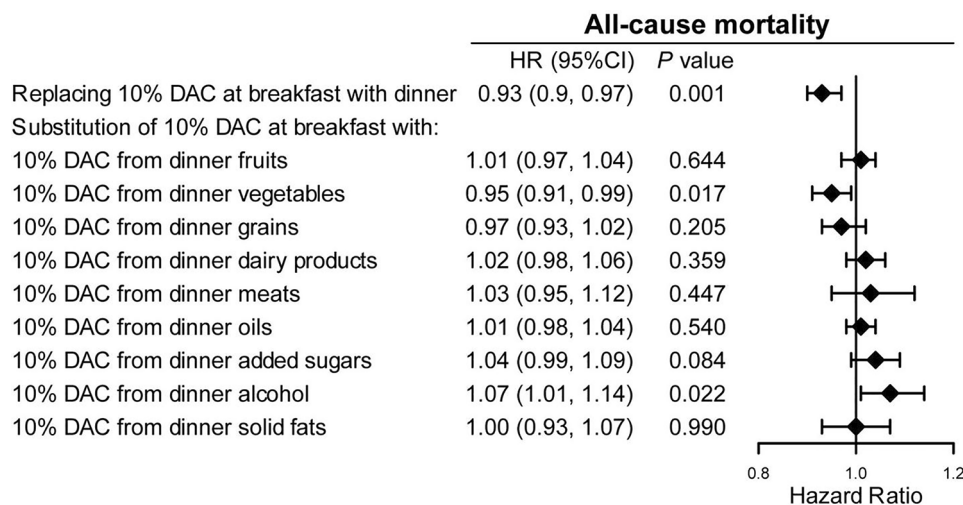 All-cause mortality
HR (95%CI) P value
Replacing 10% DAC at breakfast with dinner 0.93 (0.9, 0.97) 0.001
Substitution of 10% DAC at breakfast with:
10% DAC from dinner fruits 1.01 (0.97, 1.04) 0.644
10% DAC from dinner vegetables 0.95 (0.91, 0.99) 0.017
10% DAC from dinner grains 0.97 (0.93, 1.02) 0.205
10% DAC from dinner dairy products 1.02 (0.98, 1.06) 0.359
10% DAC from dinner meats 1.03 (0.95, 1.12) 0.447
10% DAC from dinner oils 1.01 (0.98, 1.04) 0.540
10% DAC from dinner added sugars 1.04 (0.99, 1.09) 0.084
10% DAC from dinner alcohol 1.07 (1.01, 1.14) 0.022
10% DAC from dinner solid fats 1.00 (0.93, 1.07) 0.990
0.8 1.0 1.2
Hazard Ratio